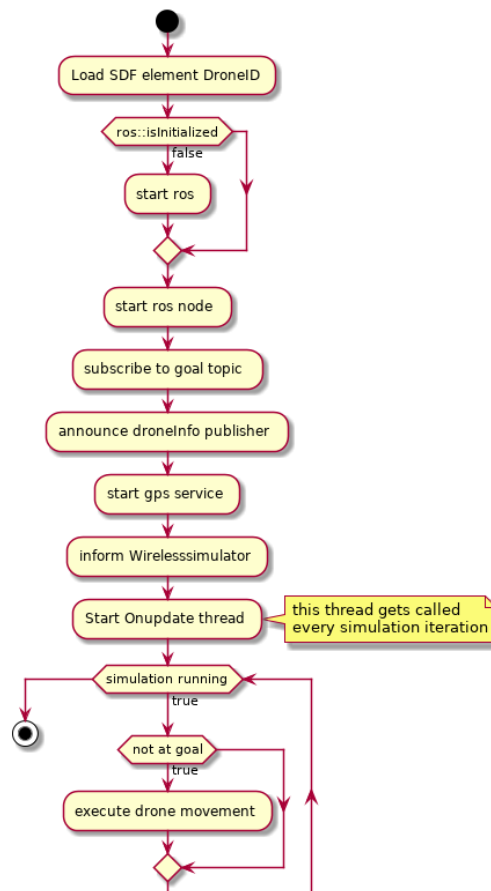 Load SDF element DroneID
ros::isInitialized
false
start ros
start ros node
subscribe to goal topic
announce droneInfo publisher
start gps service
inform Wirelesssimulator
Start Onupdate thread
this thread gets called
every simulation iteration
simulation running
true
not at goal
true
execute drone movement